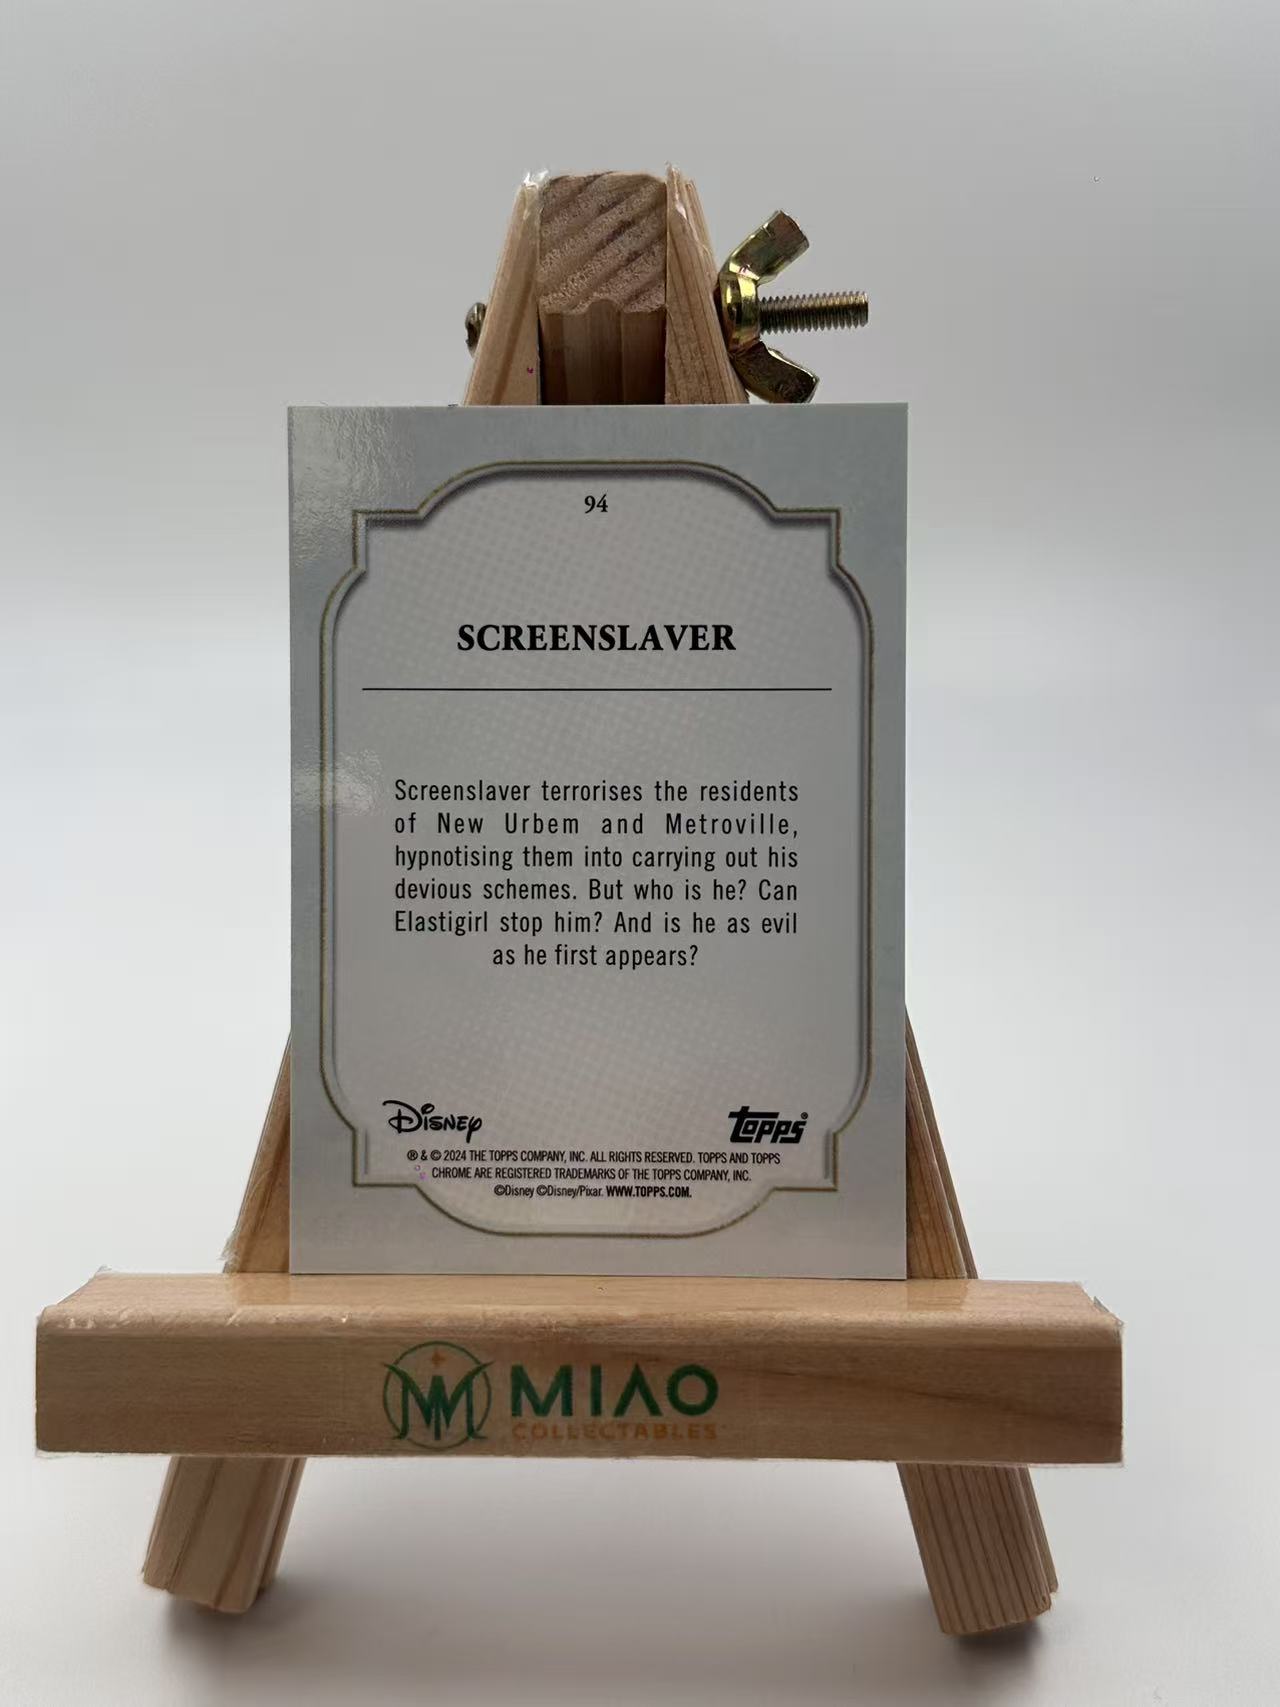 94
SCREENSLAVER
Screenslaver terrorises the residents
of New Urbem and Metroville,
hypnotising them into carrying out his
devious schemes. But who is he? Can
Elastigirl stop him? And is he as evil
as he first appears?
Disney
topps®
® & © 2024 THE TOPPS COMPANY, INC. ALL RIGHTS RESERVED. TOPPS AND TOPPS
CHROME ARE REGISTERED TRADEMARKS OF THE TOPPS COMPANY, INC.
©Disney ©Disney/Pixar. WWW.TOPPS.COM.
MIAO
COLLECTABLES